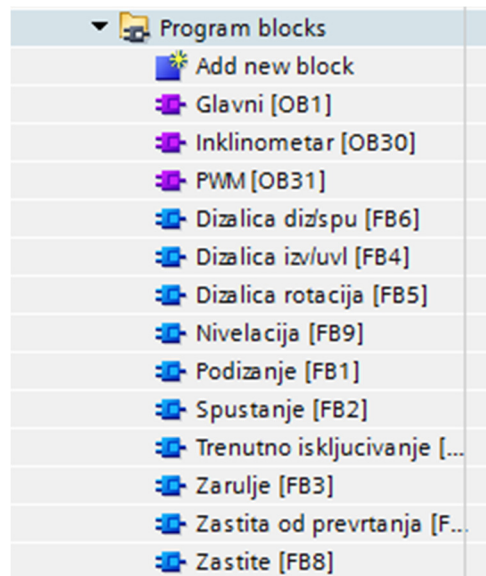 Program blocks
Add new block
Glavni [OB1]
Inklinometar [OB30]
PWM [OB31]
Dizalica diz/spu [FB6]
Dizalica izv/uvl [FB4]
Dizalica rotacija [FB5]
Nivelacija [FB9]
Podizanje [FB1]
Spustanje [FB2]
Trenutno iskljucivanje [...
Zarulje [FB3]
Zastita od prevrtanja [F...
Zastite [FB8]